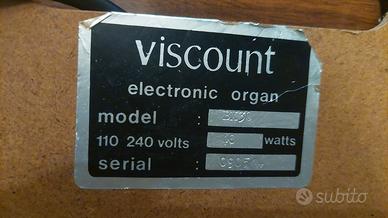 viscount
electronic organ
model :
110 240 volts watts
serial :
subito